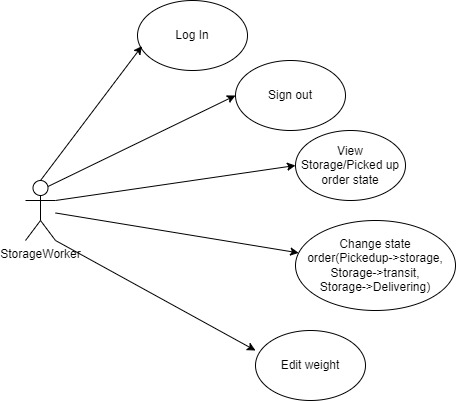 Log In
Sign out
View
Storage/Picked up
order state
StorageWorker
Change state
order(Pickedup->storage,
Storage->transit,
Storage->Delivering)
Edit weight